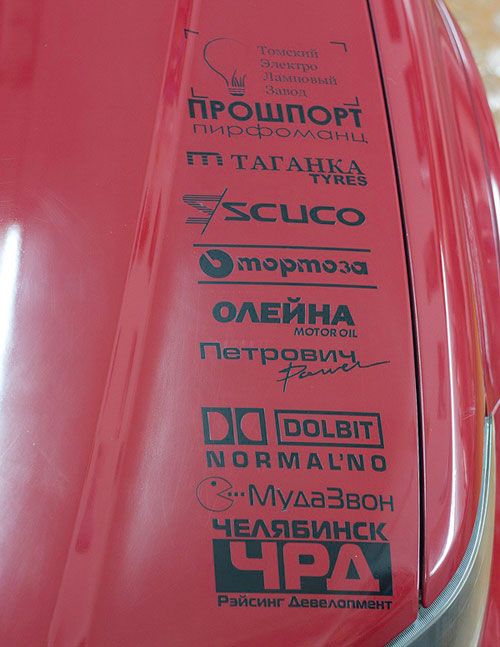 Томский
Электро
Ламповый
Завод
ПРОШПОРТ
пирфоманц
ТАГАНКА
TYRES
SCUCO
тортоза
ОЛЕЙНА
MOTOR OIL
Петрович
Power
DOLBIT
NORMAL'NO
МудаЗвон
ЧЕЛЯБИНСК
ЧРД
Рэйсинг Девелопмент